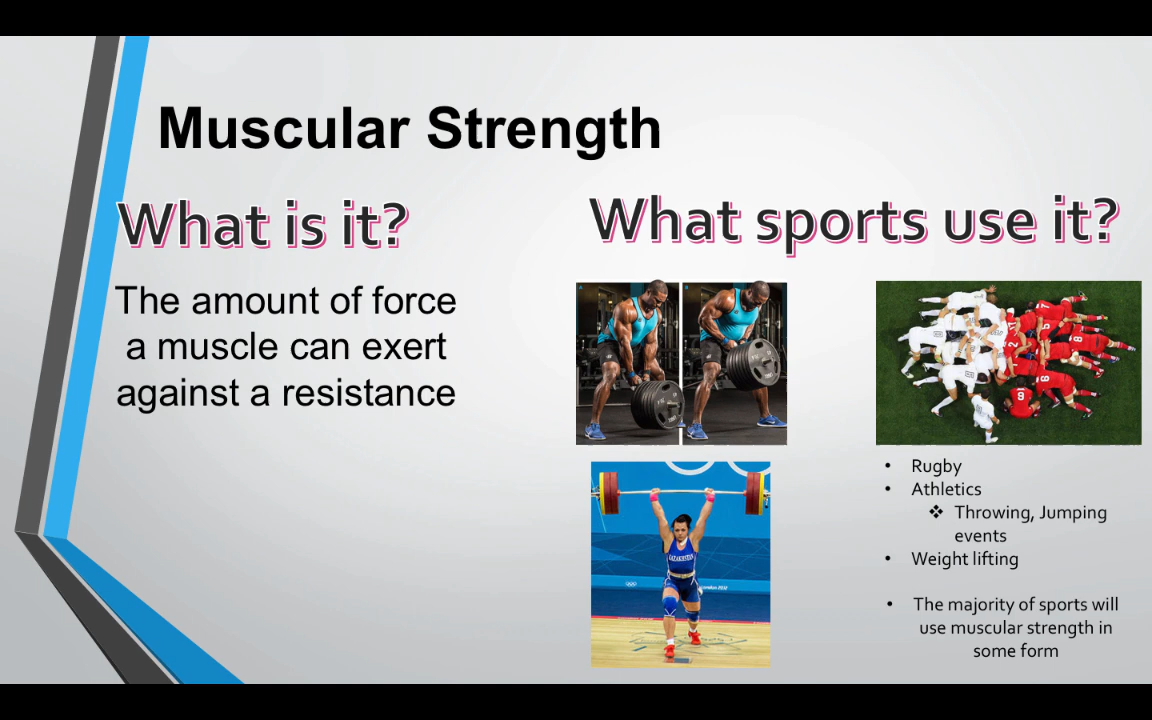 Muscular Strength
What is it?
The amount of force
a muscle can exert
against a resistance
What sports use it?
• Rugby
• Athletics
❖ Throwing, Jumping
events
• Weight lifting
• The majority of sports will
use muscular strength in
some form